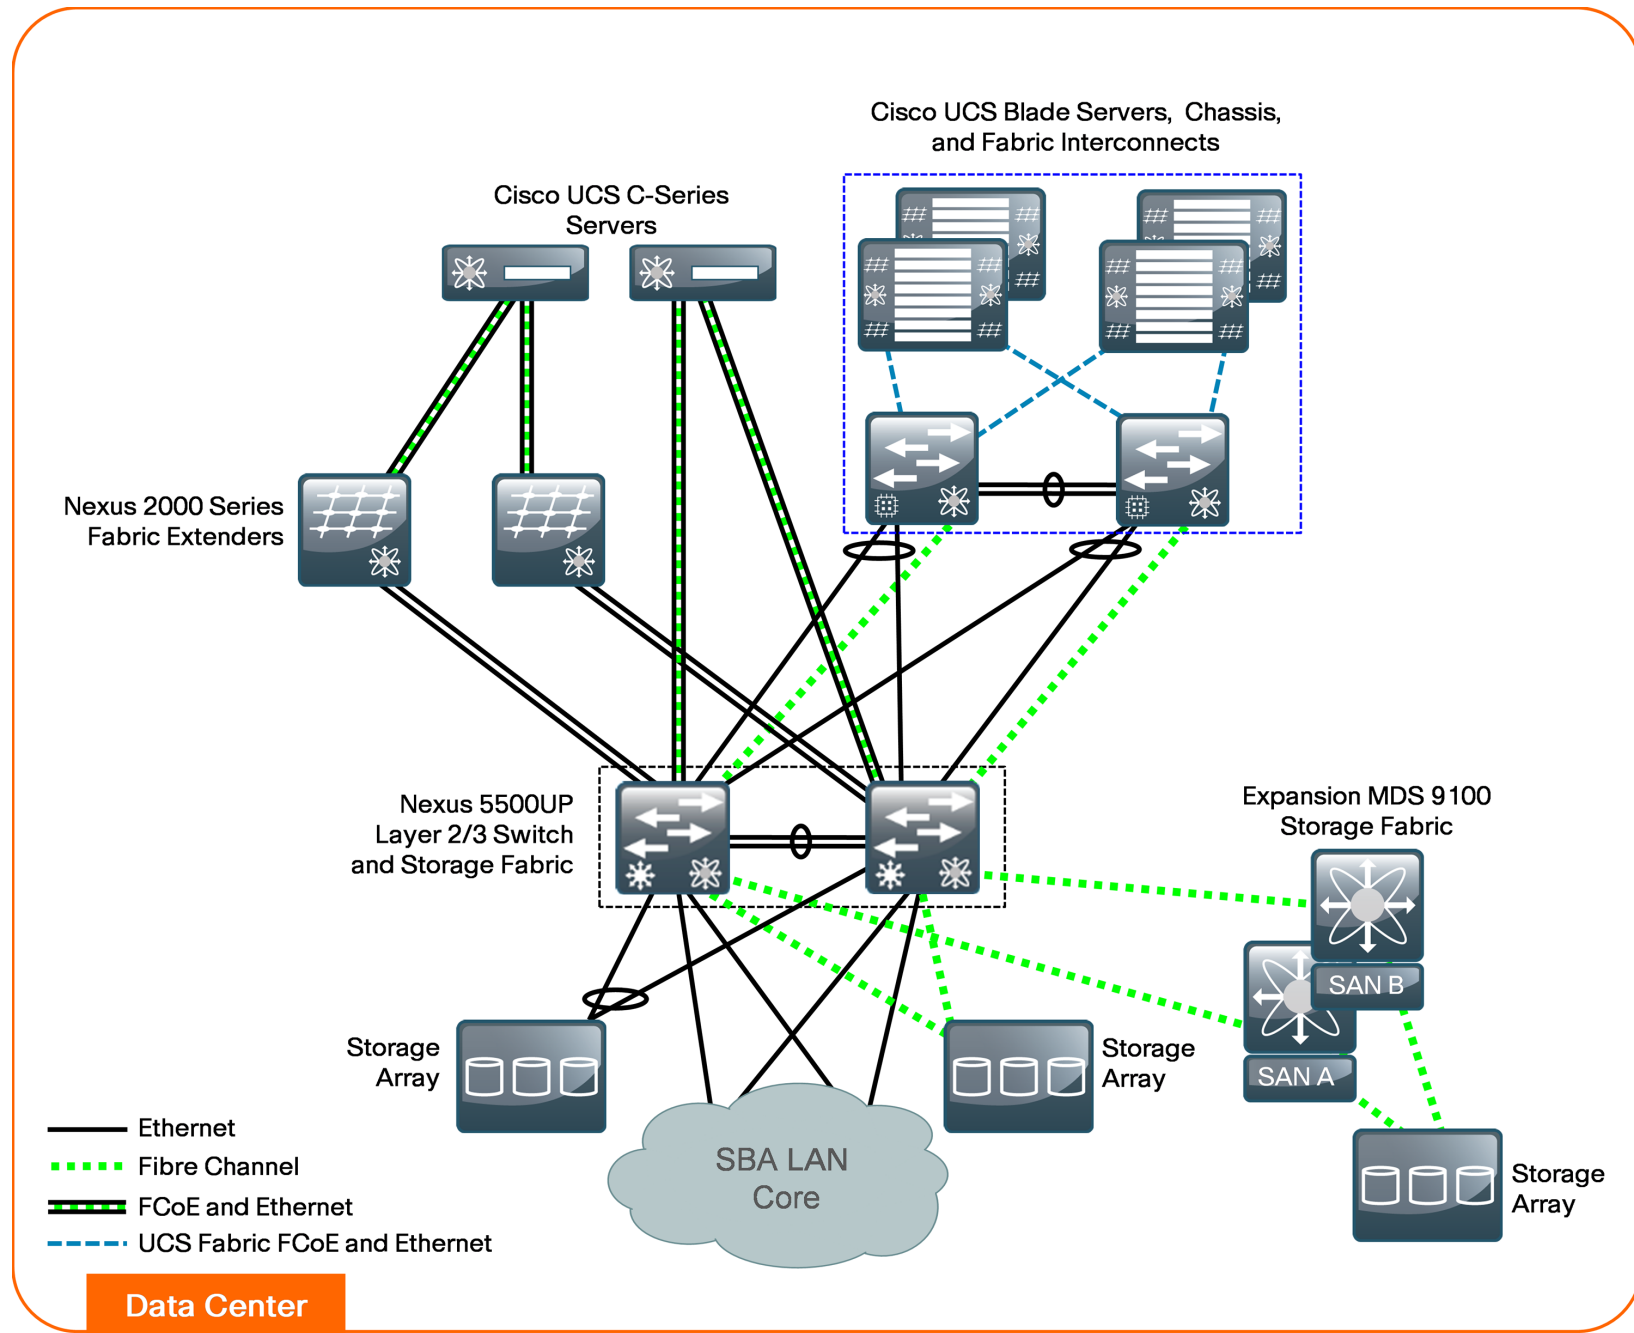 Cisco UCS Blade Servers, Chassis,
and Fabric Interconnects
Cisco UCS C-Series
Servers
Nexus 2000 Series
Fabric Extenders
Nexus 5500UP
Layer 2/3 Switch
and Storage Fabric
Expansion MDS 9100
Storage Fabric
SAN B
SAN A
Storage
Array
Storage
Array
Storage
Array
SBA LAN
Core
Ethernet
Fibre Channel
FCoE and Ethernet
UCS Fabric FCoE and Ethernet
Data Center